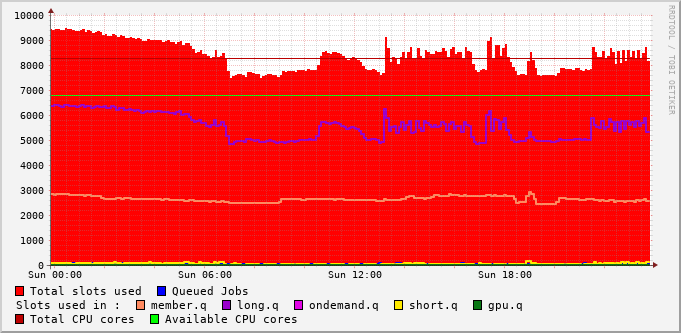 10000
9000
8000
7000
6000
5000
4000
3000
2000
1000
0
Sun 00:00 Sun 06:00 Sun 12:00 Sun 18:00
RRDTOOL / TOBI OETIKER
Total slots used Queued Jobs
Slots used in : member.q long.q ondemand.q short.q gpu.q
Total CPU cores Available CPU cores